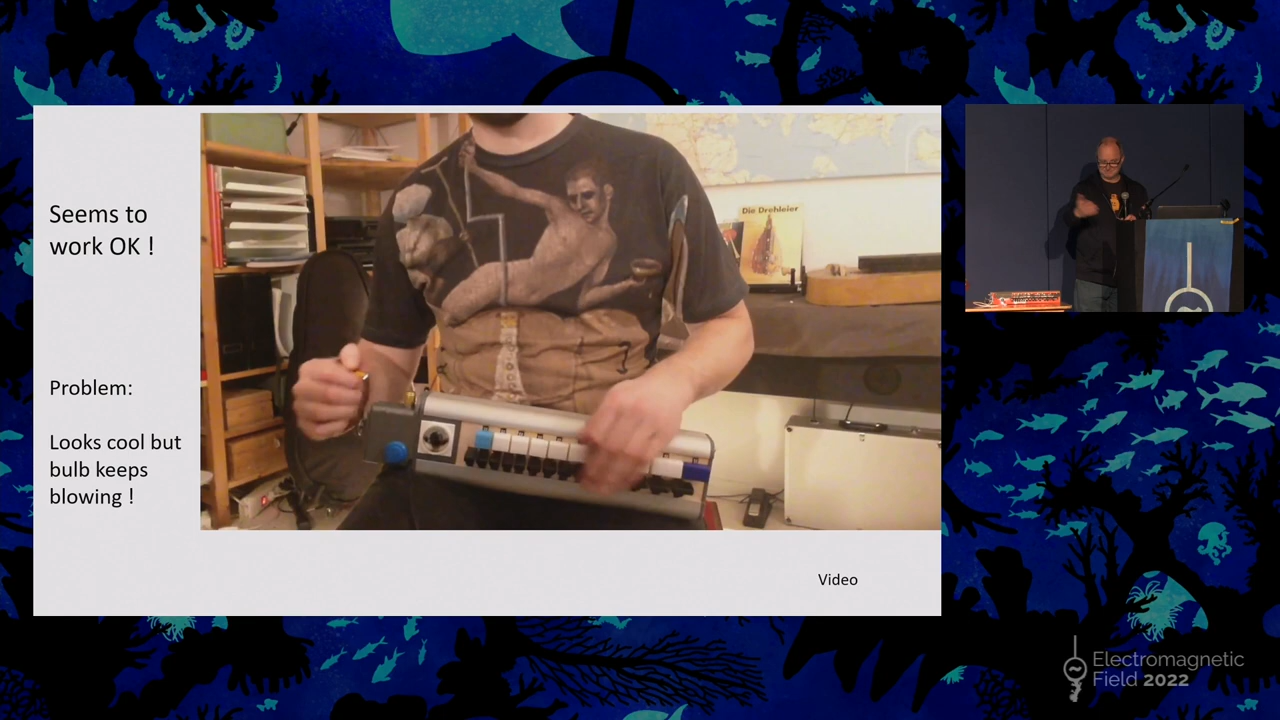 Seems to
work OK !
Problem:
Looks cool but
bulb keeps
blowing !
Die Drehleier
Video
Electromagnetic
Field 2022